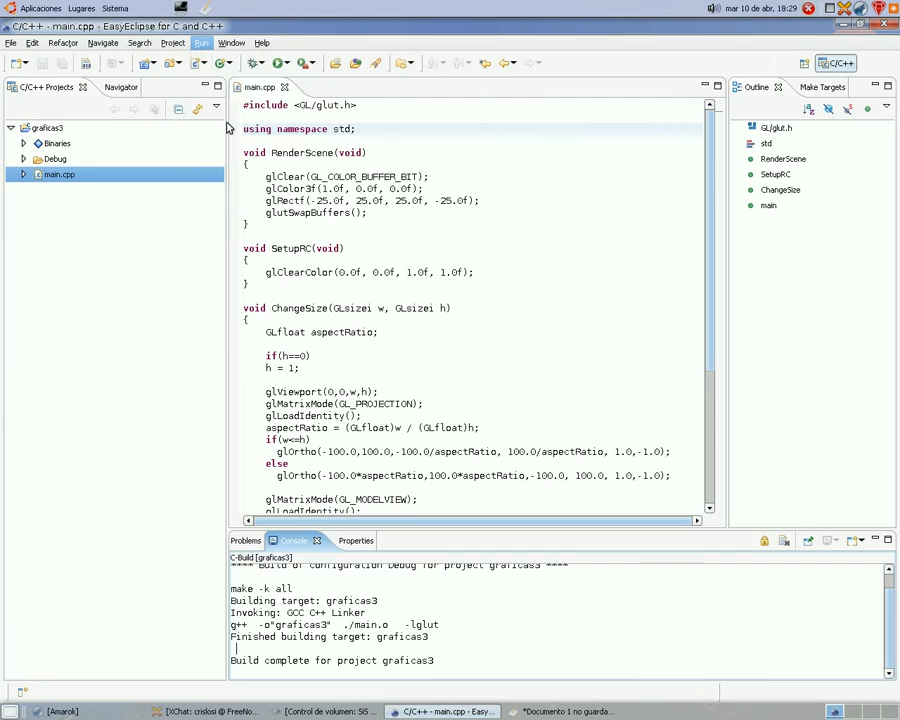 Aplicaciones Lugares Sistema
mar 10 de abr, 18:29
C/C++ - main.cpp - EasyEclipse for C and C++
File Edit Refactor Navigate Search Project Run Window Help
C/C++
C/C++ Projects Navigator
graficas3
Binaries
Debug
main.cpp
main.cpp
#include <GL/glut.h>
using namespace std;
void RenderScene(void)
{
glClear(GL_COLOR_BUFFER_BIT);
glColor3f(1.0f, 0.0f, 0.0f);
glRectf(-25.0f, 25.0f, 25.0f, -25.0f);
glutSwapBuffers();
}
void SetupRC(void)
{
glClearColor(0.0f, 0.0f, 1.0f, 1.0f);
}
void ChangeSize(GLsizei w, GLsizei h)
{
GLfloat aspectRatio;
if(h==0)
h = 1;
glViewport(0,0,w,h);
glMatrixMode(GL_PROJECTION);
glLoadIdentity();
aspectRatio = (GLfloat)w / (GLfloat)h;
if(w<=h)
glOrtho(-100.0,100.0,-100.0/aspectRatio, 100.0/aspectRatio, 1.0,-1.0);
else
glOrtho(-100.0*aspectRatio,100.0*aspectRatio,-100.0, 100.0, 1.0,-1.0);
glMatrixMode(GL_MODELVIEW);
glLoadIdentity();
Outline Make Targets
GL/glut.h
std
RenderScene
SetupRC
ChangeSize
main
Problems Console Properties
C-Build [graficas3]
**** Build of configuration Debug for project graficas3 ****
make -k all
Building target: graficas3
Invoking: GCC C++ Linker
g++ -o"graficas3" ./main.o -lglut
Finished building target: graficas3
Build complete for project graficas3
[Amarok]
[XChat: crislosi @ FreeNo...
[Control de volumen: SiS ...
C/C++ - main.cpp - Easy...
*Documento 1 no guarda...